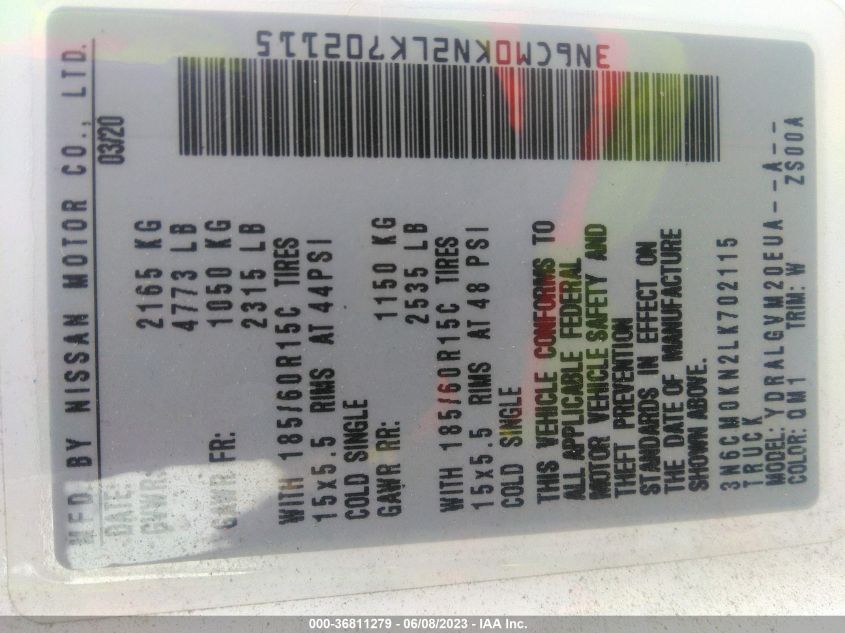 MFD BY NISSAN MOTOR CO., LTD.
DATE: 03/20
GVWR: 2165 KG
4773 LB
GAWR FR: 1050 KG
2315 LB
WITH 185/60R15C TIRES
15x5.5 RIMS AT 44PSI
COLD SINGLE
GAWR RR: 1150 KG
2535 LB
WITH 185/60R15C TIRES
15x5.5 RIMS AT 48 PSI
COLD SINGLE
THIS VEHICLE CONFORMS TO
ALL APPLICABLE FEDERAL
MOTOR VEHICLE SAFETY AND
THEFT PREVENTION
STANDARDS IN EFFECT ON
THE DATE OF MANUFACTURE
SHOWN ABOVE.
3N6CM0KN2LK702115
TRUCK
MODEL: YDRALGVM20EUA--A--
COLOR: QM1 TRIM: W ZS00A
3N6CM0KN2LK702115
000-36811279 - 06/08/2023 - IAA Inc.